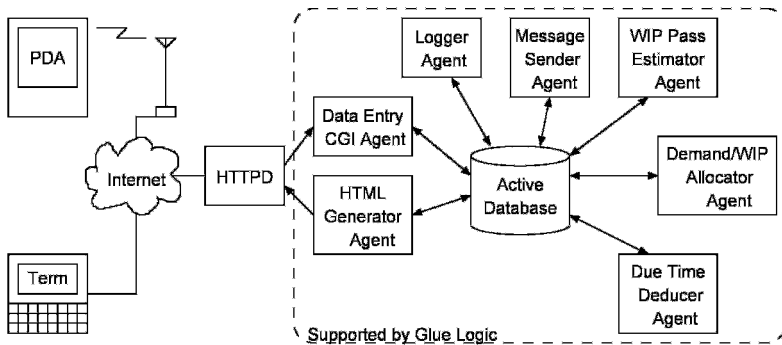 PDA
Internet
Term
HTTPD
Data Entry
CGI Agent
HTML
Generator
Agent
Logger
Agent
Message
Sender
Agent
WIP Pass
Estimator
Agent
Active
Database
Demand/WIP
Allocator
Agent
Due Time
Deducer
Agent
Supported by Glue Logic